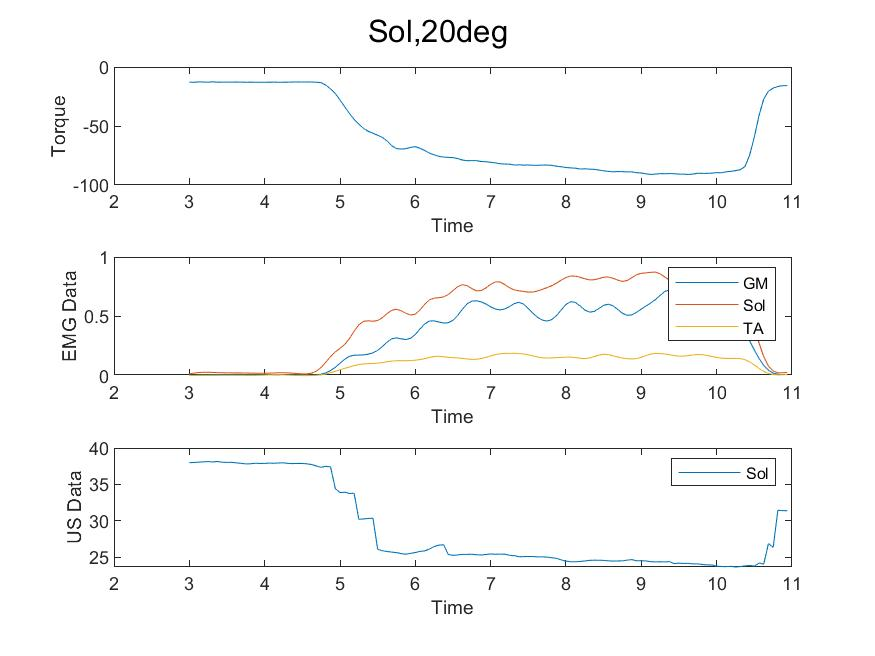 Sol,20deg
0
-50
-100
Torque
2 3 4 5 6 7 8 9 10 11
Time
1
0.5
0
EMG Data
GM
Sol
TA
2 3 4 5 6 7 8 9 10 11
Time
40
35
30
25
US Data
Sol
2 3 4 5 6 7 8 9 10 11
Time